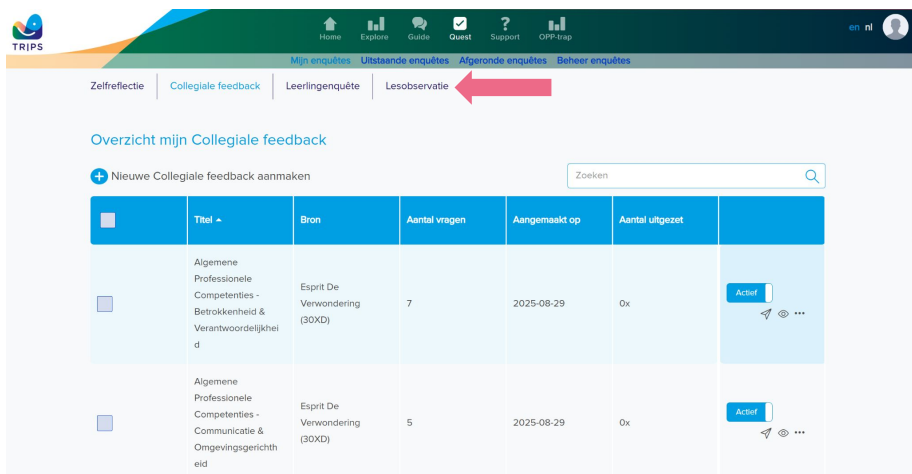 TRIPS
Home Explore Guide Quest Support OPP-trap
en nl
Mijn enquêtes Uitstaande enquêtes Afgeronde enquêtes Beheer enquêtes
Zelfreflectie Collegiale feedback Leerlingenquête Lesobservatie
Overzicht mijn Collegiale feedback
Nieuwe Collegiale feedback aanmaken
Zoeken
Titel Bron Aantal vragen Aangemaakt op Aantal uitgezet
Algemene
Professionele
Competenties -
Betrokkenheid &
Verantwoordelijkhei
d
Esprit De
Verwondering
(30XD)
7
2025-08-29
0x
Actief
Algemene
Professionele
Competenties -
Communicatie &
Omgevingsgerichth
eid
Esprit De
Verwondering
(30XD)
5
2025-08-29
0x
Actief